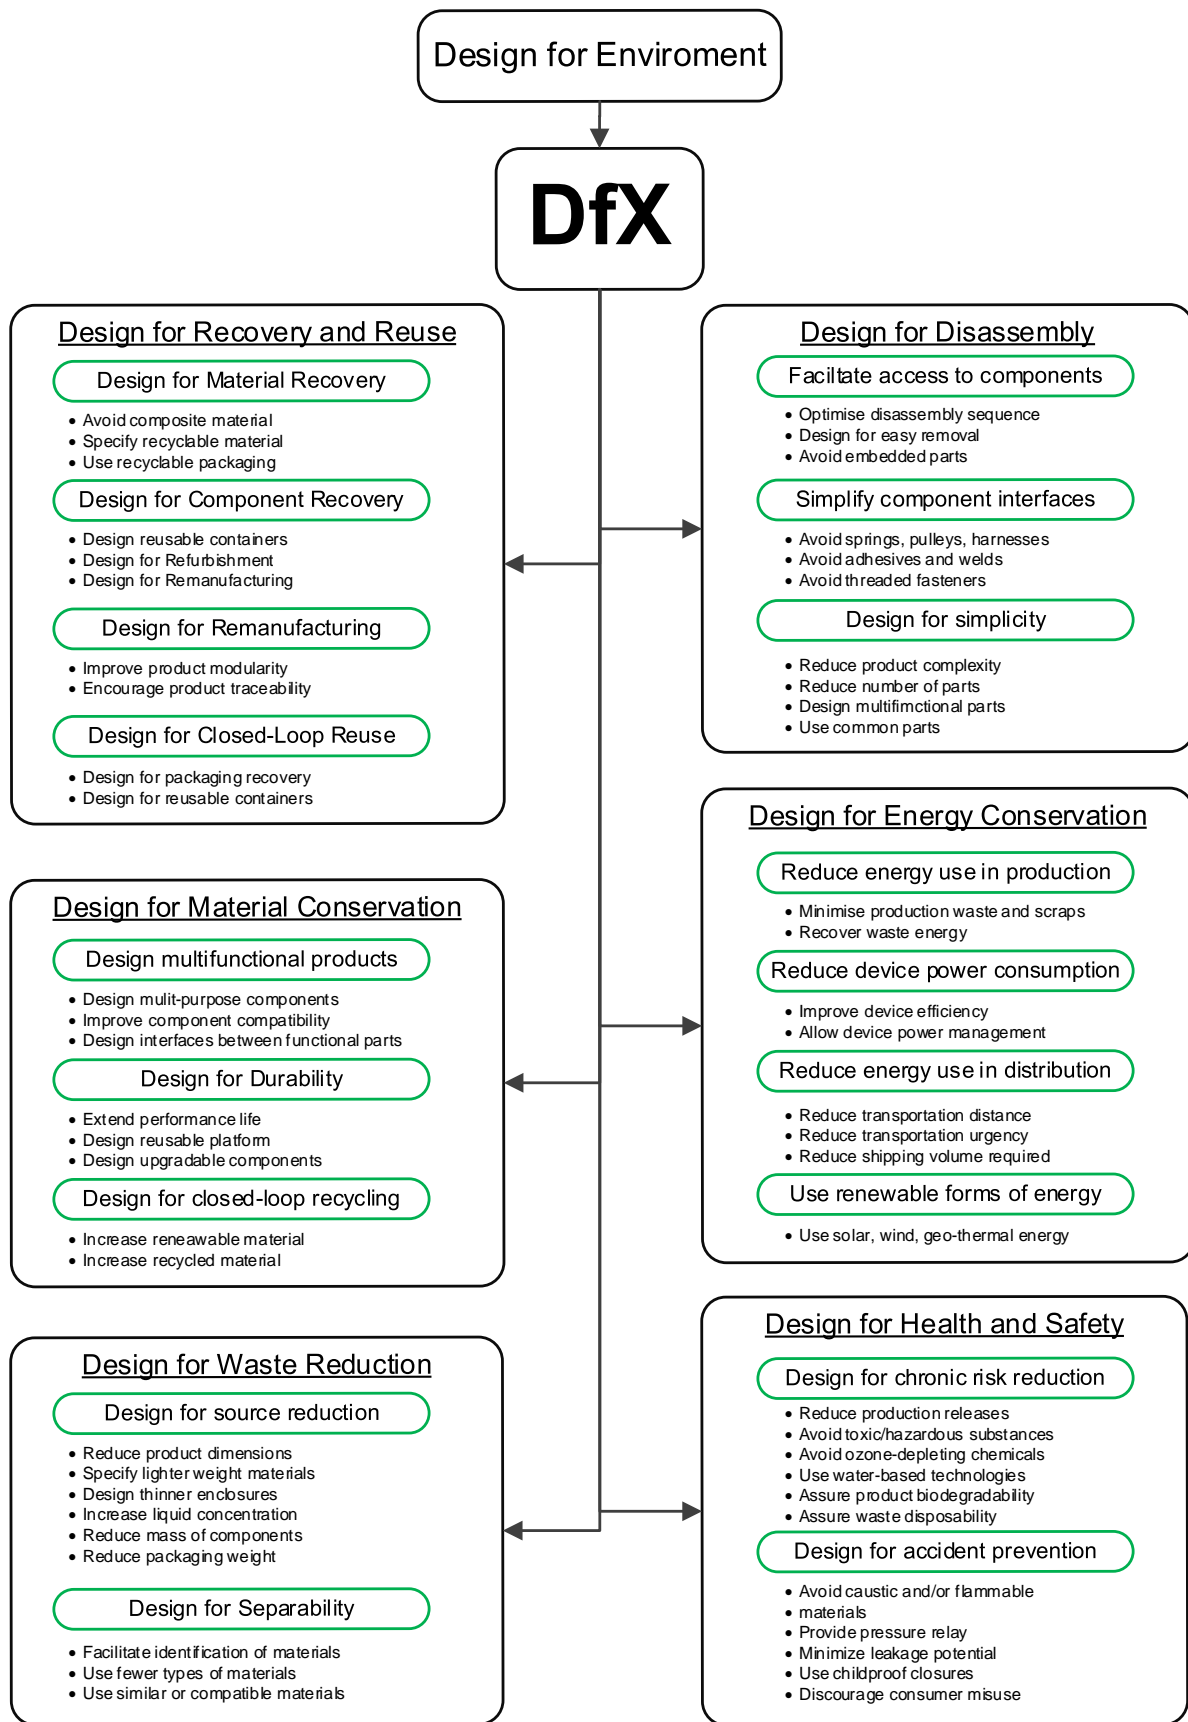 Design for Enviroment
DfX
Design for Recovery and Reuse
Design for Material Recovery
• Avoid composite material
• Specify recyclable material
• Use recyclable packaging
Design for Component Recovery
• Design reusable containers
• Design for Refurbishment
• Design for Remanufacturing
Design for Remanufacturing
• Improve product modularity
• Encourage product traceability
Design for Closed-Loop Reuse
• Design for packaging recovery
• Design for reusable containers
Design for Material Conservation
Design multifunctional products
• Design mulit-purpose components
• Improve component compatibility
• Design interfaces between functional parts
Design for Durability
• Extend performance life
• Design reusable platform
• Design upgradable components
Design for closed-loop recycling
• Increase reneawable material
• Increase recycled material
Design for Waste Reduction
Design for source reduction
• Reduce product dimensions
• Specify lighter weight materials
• Design thinner enclosures
• Increase liquid concentration
• Reduce mass of components
• Reduce packaging weight
Design for Separability
• Facilitate identification of materials
• Use fewer types of materials
• Use similar or compatible materials
Design for Disassembly
Faciltate access to components
• Optimise disassembly sequence
• Design for easy removal
• Avoid embedded parts
Simplify component interfaces
• Avoid springs, pulleys, harnesses
• Avoid adhesives and welds
• Avoid threaded fasteners
Design for simplicity
• Reduce product complexity
• Reduce number of parts
• Design multifimctional parts
• Use common parts
Design for Energy Conservation
Reduce energy use in production
• Minimise production waste and scraps
• Recover waste energy
Reduce device power consumption
• Improve device efficiency
• Allow device power management
Reduce energy use in distribution
• Reduce transportation distance
• Reduce transportation urgency
• Reduce shipping volume required
Use renewable forms of energy
• Use solar, wind, geo-thermal energy
Design for Health and Safety
Design for chronic risk reduction
• Reduce production releases
• Avoid toxic/hazardous substances
• Avoid ozone-depleting chemicals
• Use water-based technologies
• Assure product biodegradability
• Assure waste disposability
Design for accident prevention
• Avoid caustic and/or flammable
• materials
• Provide pressure relay
• Minimize leakage potential
• Use childproof closures
• Discourage consumer misuse